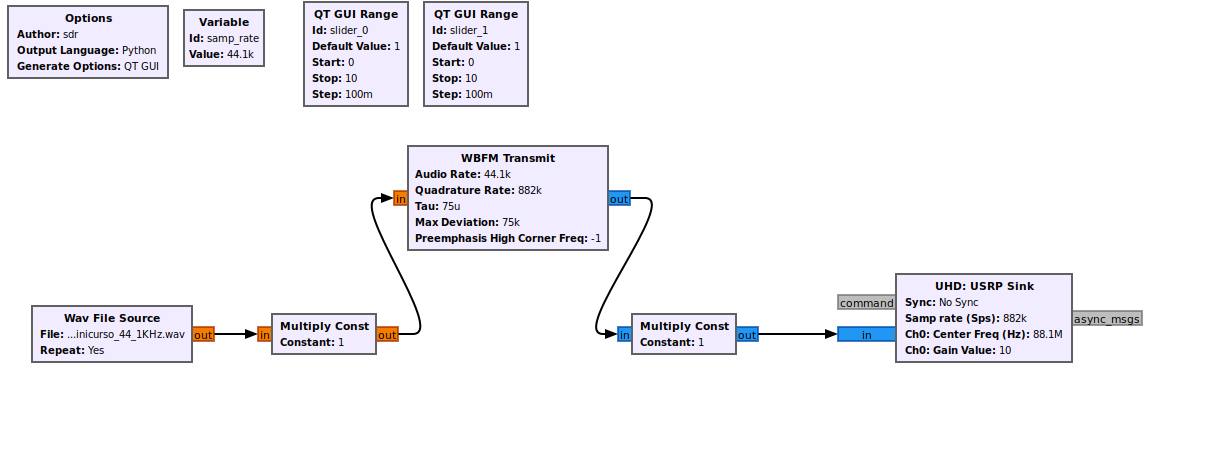 Options
Author: sdr
Output Language: Python
Generate Options: QT GUI
Variable
Id: samp_rate
Value: 44.1k
QT GUI Range
Id: slider_0
Default Value: 1
Start: 0
Stop: 10
Step: 100m
QT GUI Range
Id: slider_1
Default Value: 1
Start: 0
Stop: 10
Step: 100m
WBFM Transmit
Audio Rate: 44.1k
Quadrature Rate: 882k
Tau: 75u
Max Deviation: 75k
Preemphasis High Corner Freq: -1
in
out
Wav File Source
File: ...inicurso_44_1KHz.wav
Repeat: Yes
out
in
Multiply Const
Constant: 1
out
in
Multiply Const
Constant: 1
out
command
in
UHD: USRP Sink
Sync: No Sync
Samp rate (Sps): 882k
Ch0: Center Freq (Hz): 88.1M
Ch0: Gain Value: 10
async_msgs